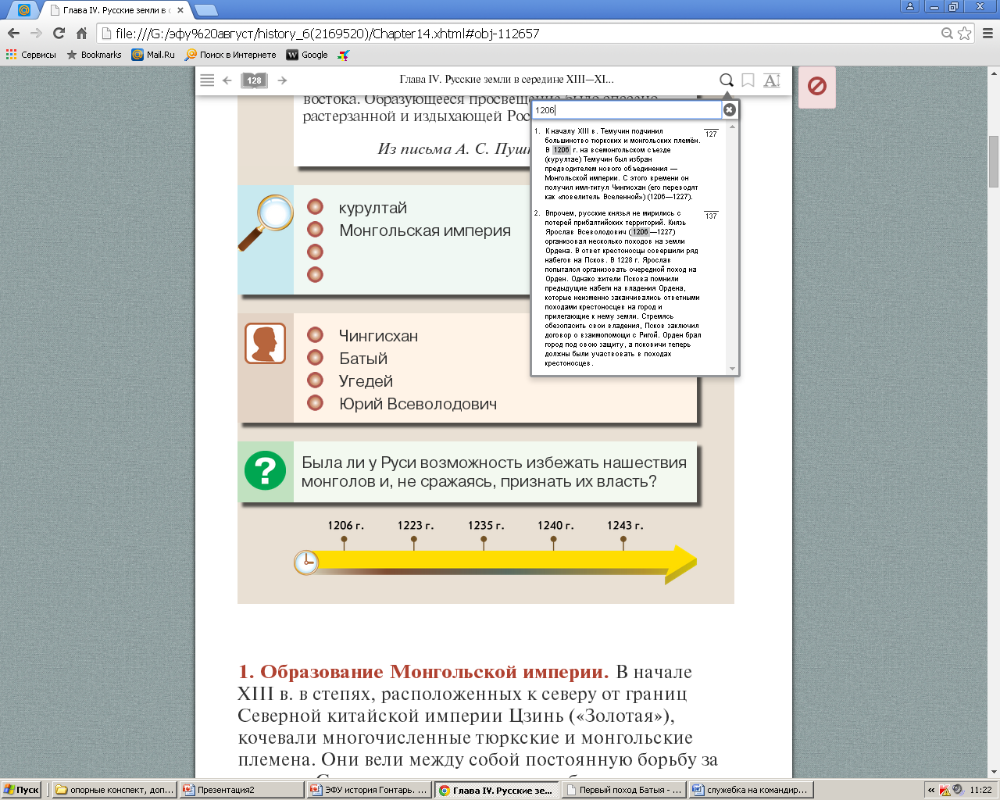 Глава IV. Русские земли в с
file:///G:/эфу%20август/history_6(2169520)/Chapter14.xhtml#obj-112657
Сервисы Bookmarks Mail.Ru Поиск в Интернете Google
128 Глава IV. Русские земли в середине XIII—XI...
востока. Образующееся просвещение было спасено
растерзанной и издыхающей Рос
Из письма А. С. Пуш
1206
1. К началу XIII в. Темучин подчинил 127
большинство тюркских и монгольских племён.
В 1206 г. на всемонгольском съезде
(курултае) Темучин был избран
предводителем нового объединения —
Монгольской империи. С этого времени он
получил имя-титул Чингисхан (его переводят
как «повелитель Вселенной») (1206—1227).
2. Впрочем, русские князья не мирились с 137
потерей прибалтийских территорий. Князь
Ярослав Всеволодович (1206—1227)
организовал несколько походов на земли
Ордена. В ответ крестоносцы совершили ряд
набегов на Псков. В 1228 г. Ярослав
попытался организовать очередной поход на
Орден. Однако жители Пскова помнили
предыдущие набеги на владения Ордена,
которые неизменно заканчивались ответными
походами крестоносцев на город и
прилегающие к нему земли. Стремясь
обезопасить свои владения, Псков заключил
договор о взаимопомощи с Ригой. Орден брал
город под свою защиту, а псковичи теперь
должны были участвовать в походах
крестоносцев.
курултай
Монгольская империя
Чингисхан
Батый
Угедей
Юрий Всеволодович
?
Была ли у Руси возможность избежать нашествия
монголов и, не сражаясь, признать их власть?
1206 г. 1223 г. 1235 г. 1240 г. 1243 г.
1. Образование Монгольской империи. В начале
XIII в. в степях, расположенных к северу от границ
Северной китайской империи Цзинь («Золотая»),
кочевали многочисленные тюркские и монгольские
племена. Они вели между собой постоянную борьбу за
Пуск опорные конспект, доп... Презентация2 ЭФУ история Гонтарь. ... Глава IV. Русские зе... Первый поход Батыя - ... служебка на командир... « 11:22